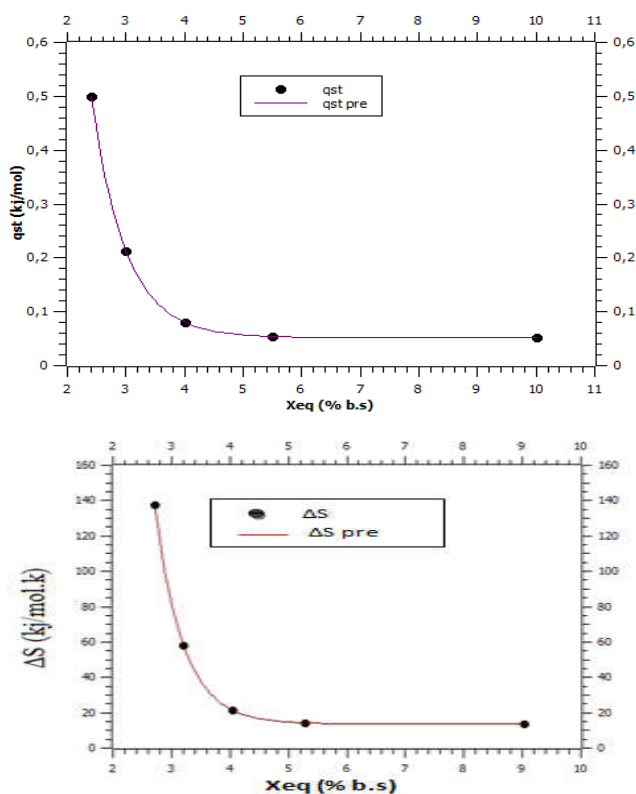 2 3 4 5 6 7 8 9 10 11
0,6 0,6
qst
qst pre
0,5 0,5
0,4 0,4
qst (kj/mol)
0,3 0,3
0,2 0,2
0,1 0,1
0 0
2 3 4 5 6 7 8 9 10 11
Xeq (% b.s)
2 3 4 5 6 7 8 9 10
160 160
ΔS
ΔS pre
140 140
120 120
100 100
ΔS (kj/mol.k)
80 80
60 60
40 40
20 20
0 0
2 3 4 5 6 7 8 9 10
Xeq (% b.s)